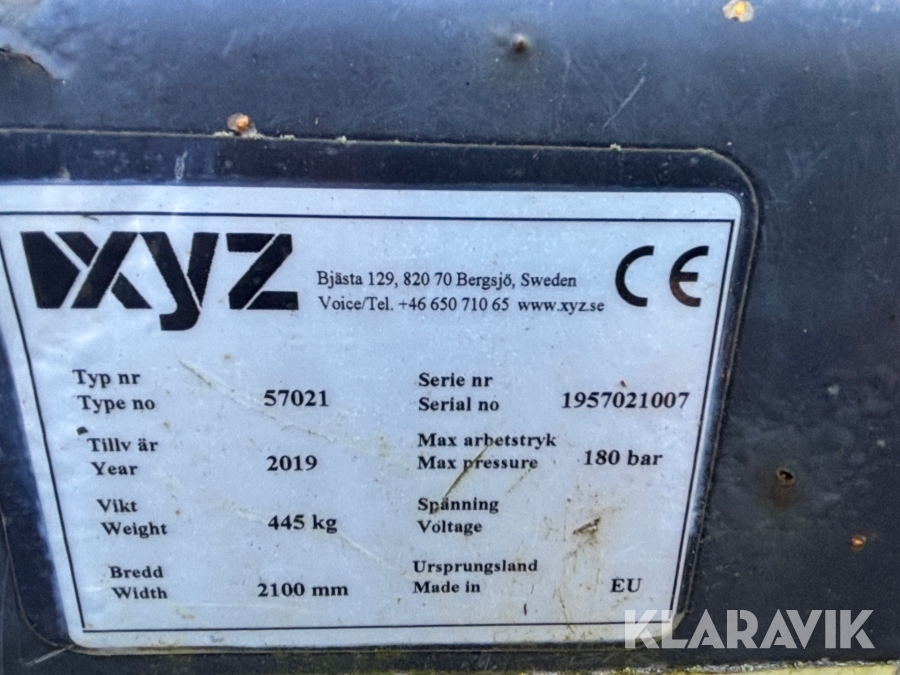 xyz
Bjästa 129, 820 70 Bergsjö, Sweden
Voice/Tel. +46 650 710 65 www.xyz.se
CE
Typ nr
Type no 57021
Serie nr
Serial no 1957021007
Tillv år
Year 2019
Max arbetstryk
Max pressure 180 bar
Vikt
Weight 445 kg
Spänning
Voltage
Bredd
Width 2100 mm
Ursprungsland
Made in EU
KLARAVIK